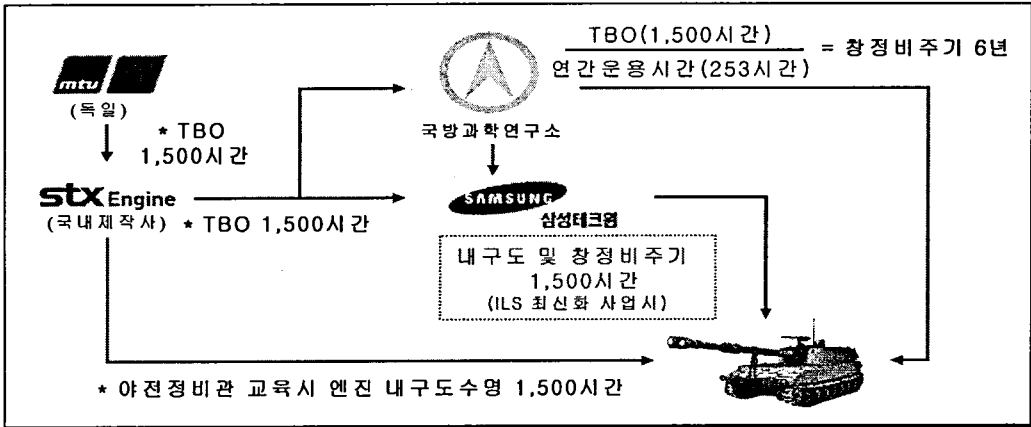 mtu
(독일)
* TBO
1,500시간
stx Engine
(국내제작사)
* TBO 1,500시간
국방과학연구소
TBO(1,500시간)
연간운용시간(253시간)
= 창정비주기 6년
SAMSUNG
삼성테크윈
내구도 및 창정비주기
1,500시간
(ILS 최신화 사업시)
* 야전정비관 교육시 엔진 내구도수명 1,500시간